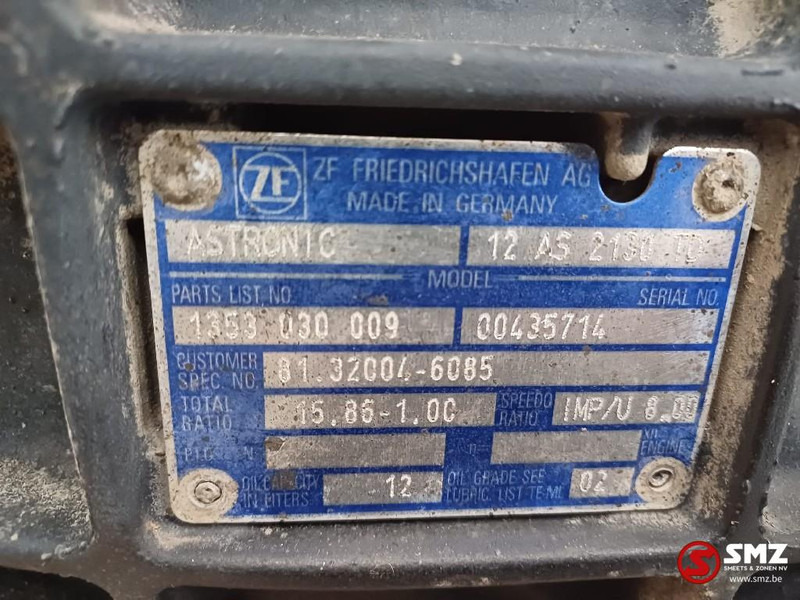 ZF
ZF FRIEDRICHSHAFEN AG
MADE IN GERMANY
ASTRONIC 12 AS 2130 TD
MODEL
PARTS LIST NO. SERIAL NO.
1353 030 009 00435714
CUSTOMER
SPEC. NO. 81.32004-6085
TOTAL
RATIO 15.86-1.00
SPEEDO
RATIO IMP/U 8.00
P.T.O. N
n
X n
ENGINE
OIL CAPACITY
IN LITERS 12
OIL GRADE SEE
LUBRIC. LIST TE-ML 02
SMZ
SMEETS & ZONEN NV
www.smz.be